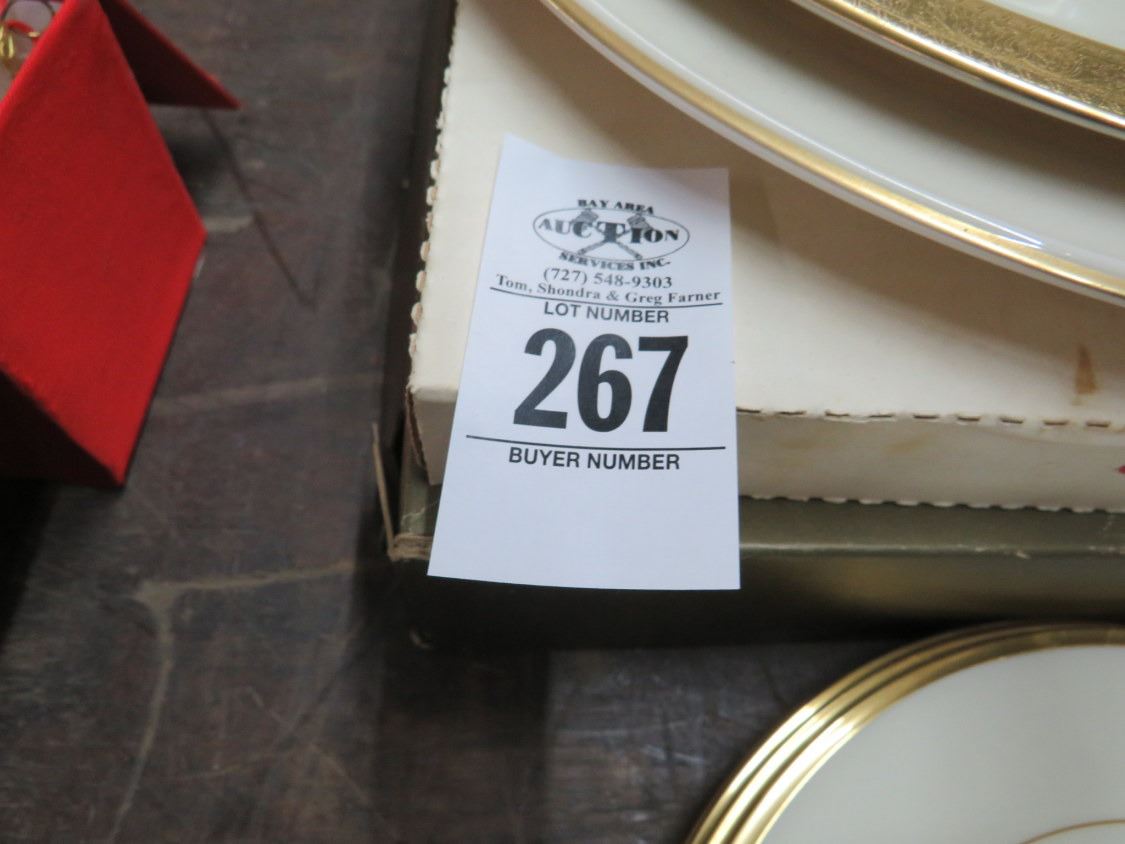 BAY AREA
AUCTION
SERVICES INC.
(727) 548-9303
Tom, Shondra & Greg Farner
LOT NUMBER
267
BUYER NUMBER